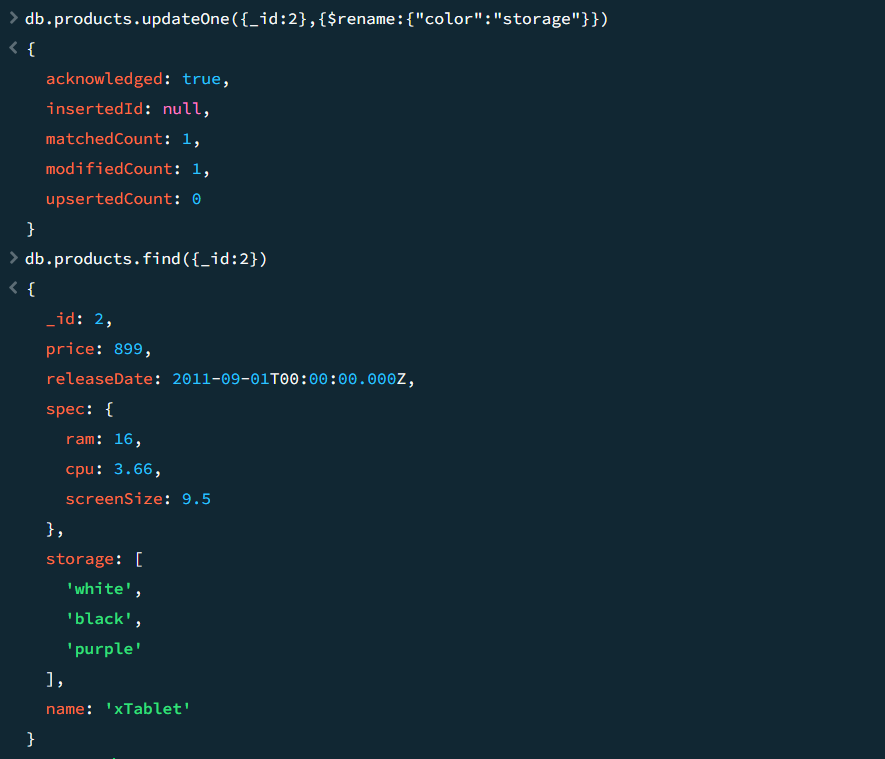 > db.products.updateOne({_id:2},{$rename:{"color":"storage"}})
< {
acknowledged: true,
insertedId: null,
matchedCount: 1,
modifiedCount: 1,
upsertedCount: 0
}
> db.products.find({_id:2})
< {
_id: 2,
price: 899,
releaseDate: 2011-09-01T00:00:00.000Z,
spec: {
ram: 16,
cpu: 3.66,
screenSize: 9.5
},
storage: [
'white',
'black',
'purple'
],
name: 'xTablet'
}